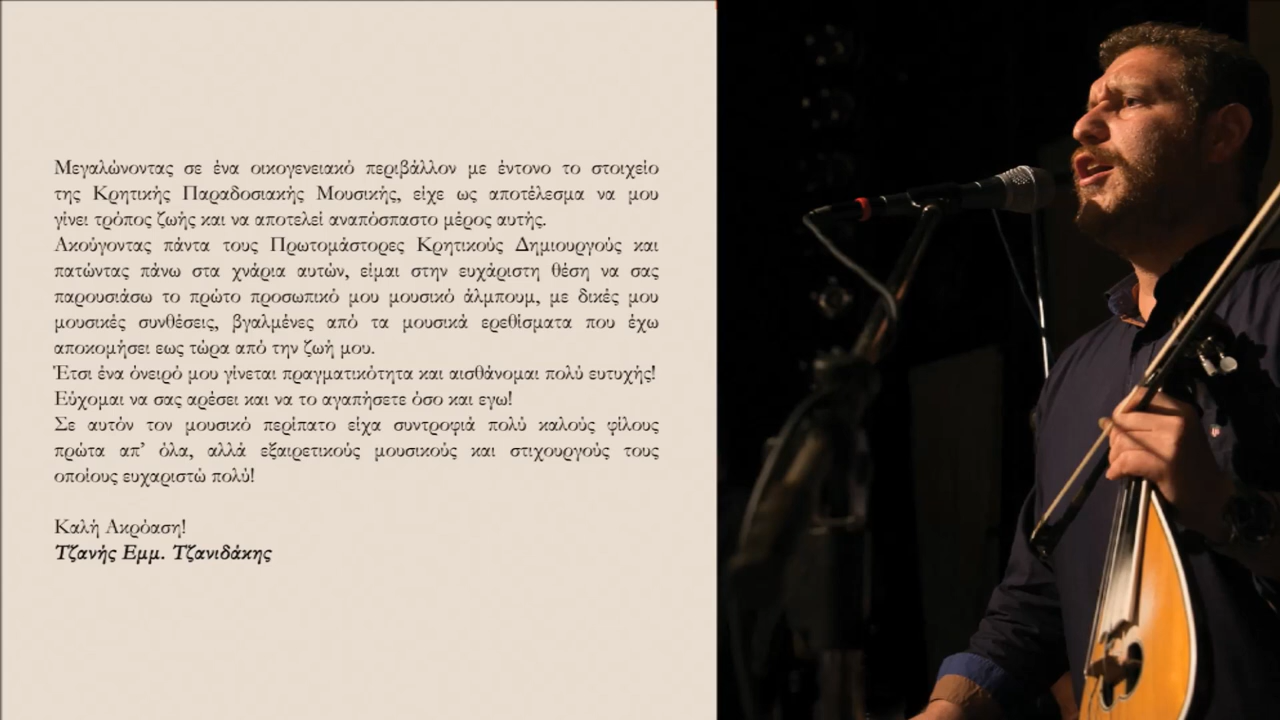 Μεγαλώνοντας σε ένα οικογενειακό περιβάλλον με έντονο το στοιχείο
της Κρητικής Παραδοσιακής Μουσικής, είχε ως αποτέλεσμα να μου
γίνει τρόπος ζωής και να αποτελεί αναπόσπαστο μέρος αυτής.
Ακούγοντας πάντα τους Πρωτομάστορες Κρητικούς Δημιουργούς και
πατώντας πάνω στα χνάρια αυτών, είμαι στην ευχάριστη θέση να σας
παρουσιάσω το πρώτο προσωπικό μου μουσικό άλμπουμ, με δικές μου
μουσικές συνθέσεις, βγαλμένες από τα μουσικά ερεθίσματα που έχω
αποκομήσει εως τώρα από την ζωή μου.
Έτσι ένα όνειρό μου γίνεται πραγματικότητα και αισθάνομαι πολύ ευτυχής!
Εύχομαι να σας αρέσει και να το αγαπήσετε όσο και εγω!
Σε αυτόν τον μουσικό περίπατο είχα συντροφιά πολύ καλούς φίλους
πρώτα απ’ όλα, αλλά εξαιρετικούς μουσικούς και στιχουργούς τους
οποίους ευχαριστώ πολύ!
Καλή Ακρόαση!
Τζανής Εμμ. Τζανιδάκης